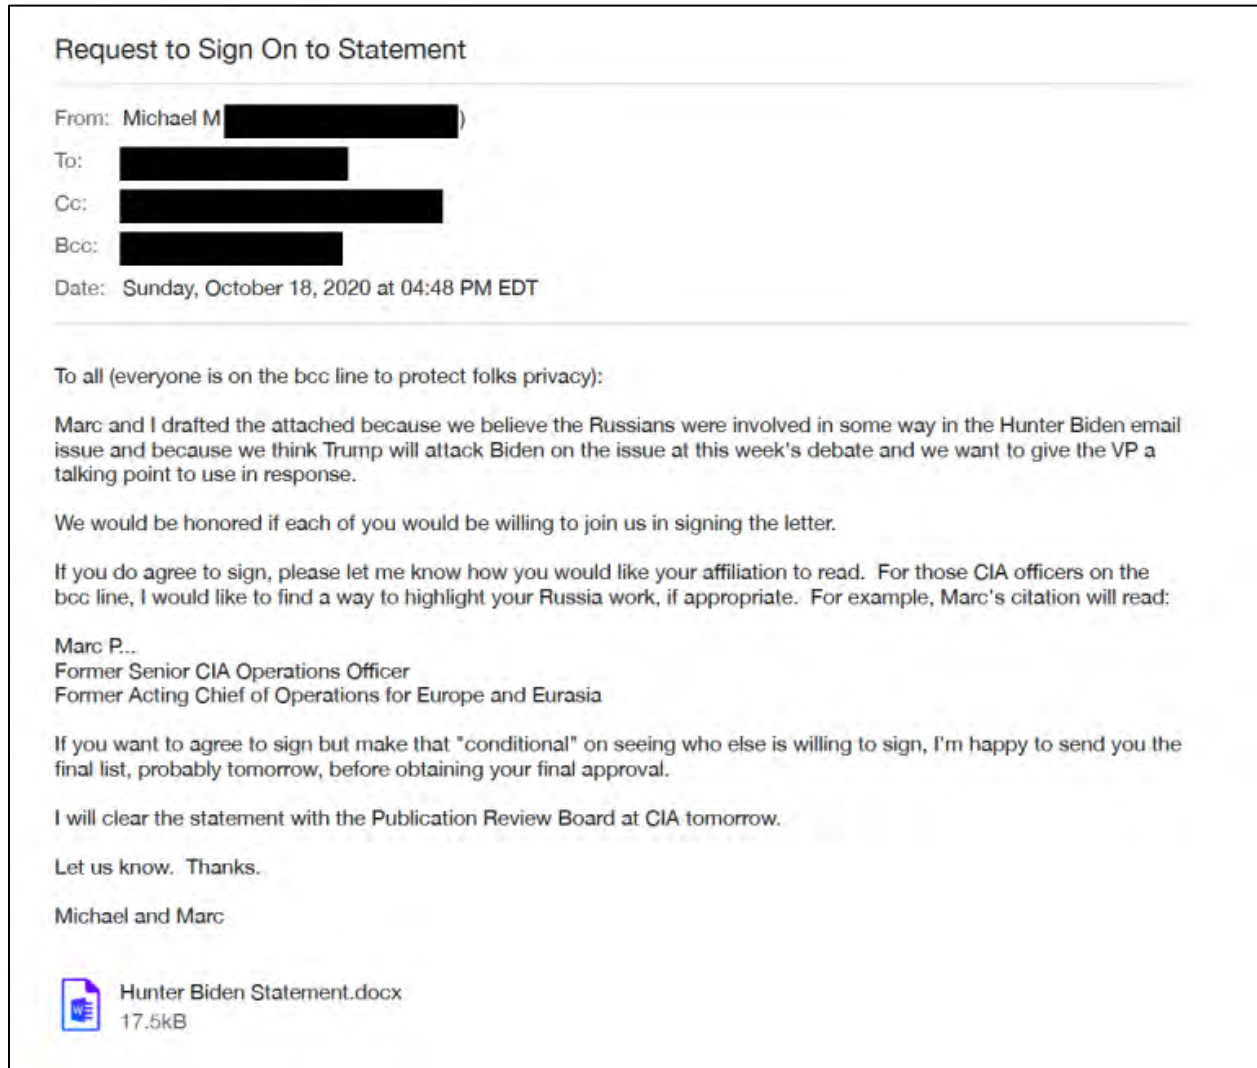 Request to Sign On to Statement
From: Michael M )
To:
Cc:
Bcc:
Date: Sunday, October 18, 2020 at 04:48 PM EDT
To all (everyone is on the bcc line to protect folks privacy):
Marc and I drafted the attached because we believe the Russians were involved in some way in the Hunter Biden email
issue and because we think Trump will attack Biden on the issue at this week's debate and we want to give the VP a
talking point to use in response.
We would be honored if each of you would be willing to join us in signing the letter.
If you do agree to sign, please let me know how you would like your affiliation to read. For those CIA officers on the
bcc line, I would like to find a way to highlight your Russia work, if appropriate. For example, Marc's citation will read:
Marc P...
Former Senior CIA Operations Officer
Former Acting Chief of Operations for Europe and Eurasia
If you want to agree to sign but make that "conditional" on seeing who else is willing to sign, I'm happy to send you the
final list, probably tomorrow, before obtaining your final approval.
I will clear the statement with the Publication Review Board at CIA tomorrow.
Let us know. Thanks.
Michael and Marc
Hunter Biden Statement.docx
17.5kB